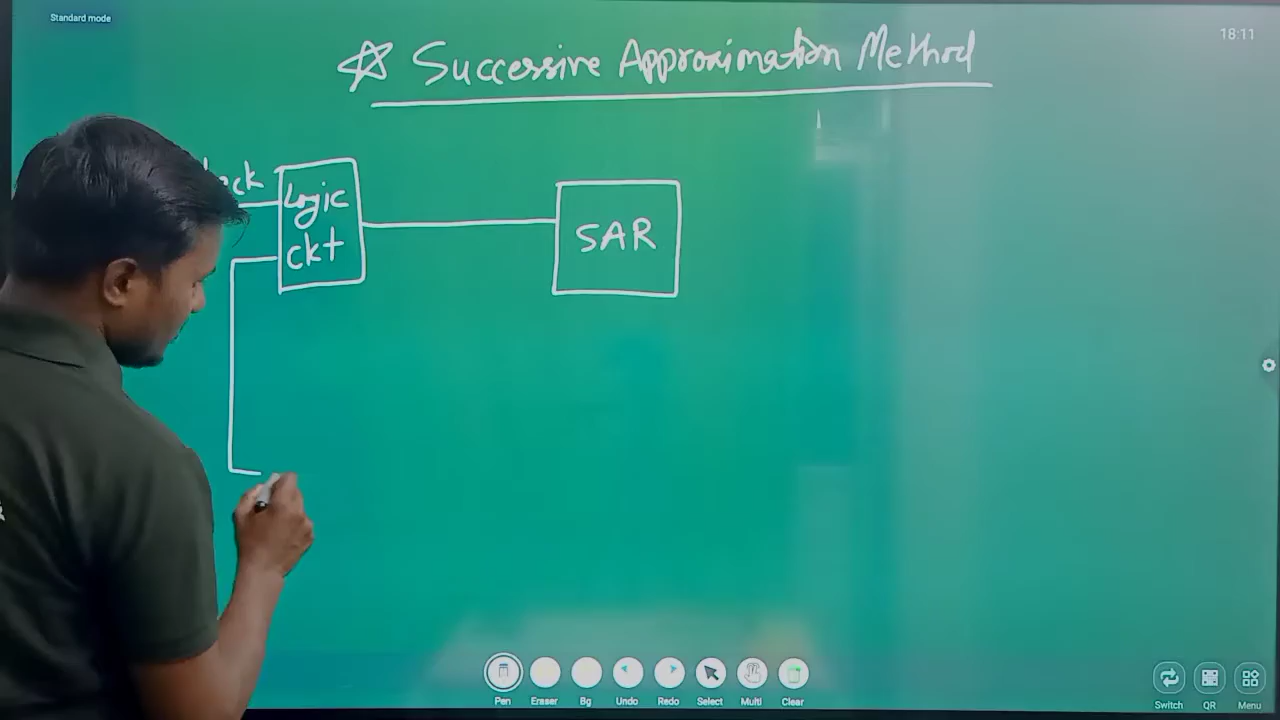 Standard mode
18:11
☆ Successive Approximation Method
Logic
ckt
SAR
Pen
Eraser
Bg
Undo
Redo
Select
Multi
Clear
Switch
QR
Menu